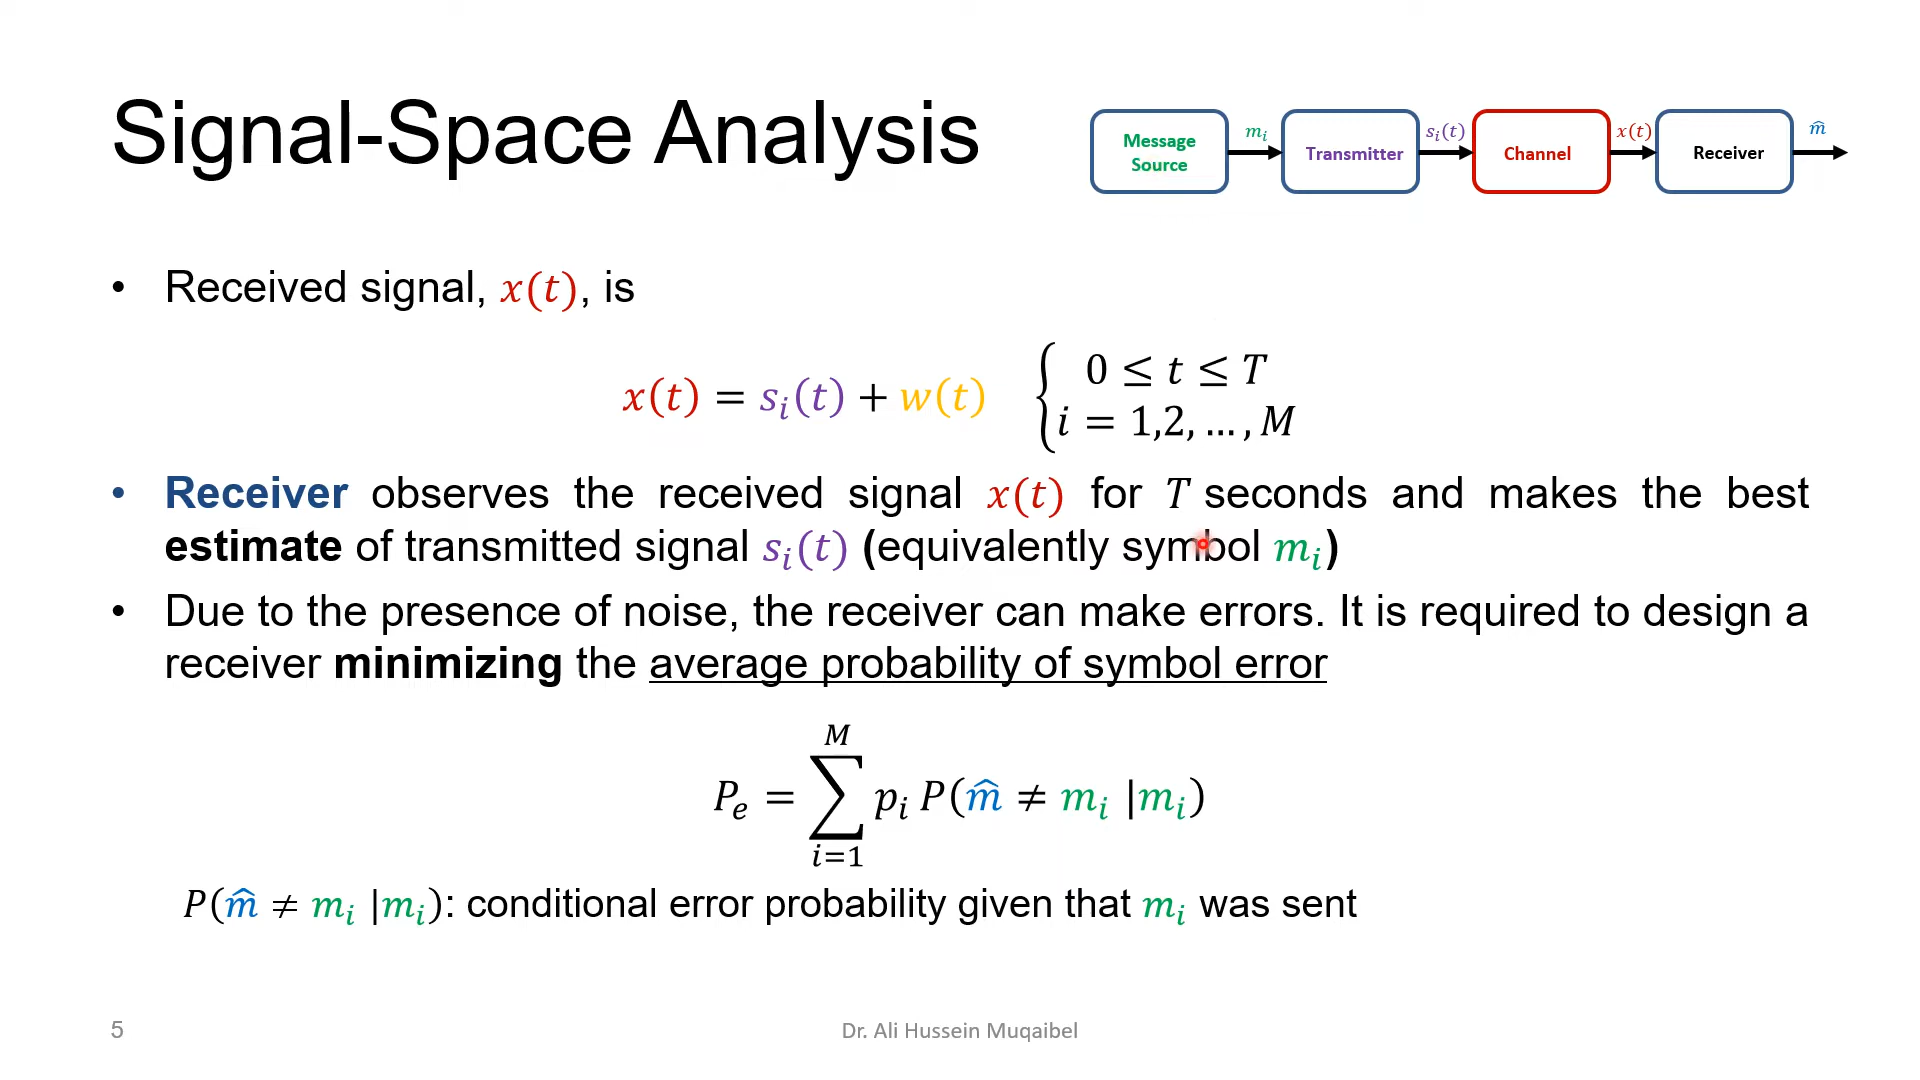 Signal-Space Analysis
Message
Source
mᵢ
Transmitter
sᵢ(t)
Channel
x(t)
Receiver
m̂
• Received signal, x(t), is
x(t) = sᵢ(t) + w(t) { 0 ≤ t ≤ T
i = 1,2, … , M
• Receiver observes the received signal x(t) for T seconds and makes the best
estimate of transmitted signal sᵢ(t) (equivalently symbol mᵢ)
• Due to the presence of noise, the receiver can make errors. It is required to design a
receiver minimizing the average probability of symbol error
M
Pₑ = ∑ pᵢ P(m̂ ≠ mᵢ |mᵢ)
i=1
P(m̂ ≠ mᵢ |mᵢ): conditional error probability given that mᵢ was sent
5
Dr. Ali Hussein Muqaibel